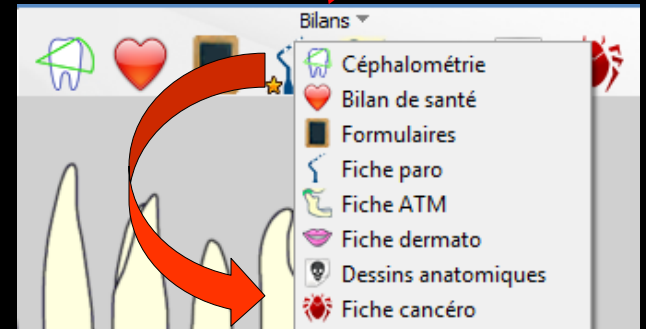 Bilans
Céphalométrie
Bilan de santé
Formulaires
Fiche paro
Fiche ATM
Fiche dermato
Dessins anatomiques
Fiche cancéro